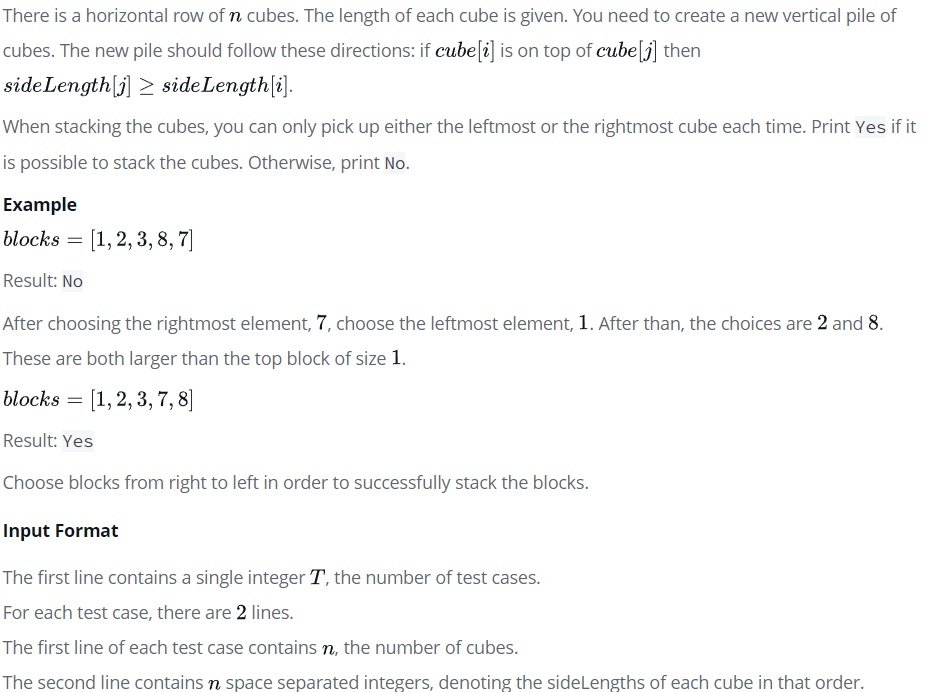 There is a horizontal row of n cubes. The length of each cube is given. You need to create a new vertical pile of
cubes. The new pile should follow these directions: if cube[i] is on top of cube[j] then
sideLength[j] ≥ sideLength[i].
When stacking the cubes, you can only pick up either the leftmost or the rightmost cube each time. Print Yes if it
is possible to stack the cubes. Otherwise, print No.
Example
blocks = [1, 2, 3, 8, 7]
Result: No
After choosing the rightmost element, 7, choose the leftmost element, 1. After than, the choices are 2 and 8.
These are both larger than the top block of size 1.
blocks = [1, 2, 3, 7, 8]
Result: Yes
Choose blocks from right to left in order to successfully stack the blocks.
Input Format
The first line contains a single integer T, the number of test cases.
For each test case, there are 2 lines.
The first line of each test case contains n, the number of cubes.
The second line contains n space separated integers, denoting the sideLengths of each cube in that order.